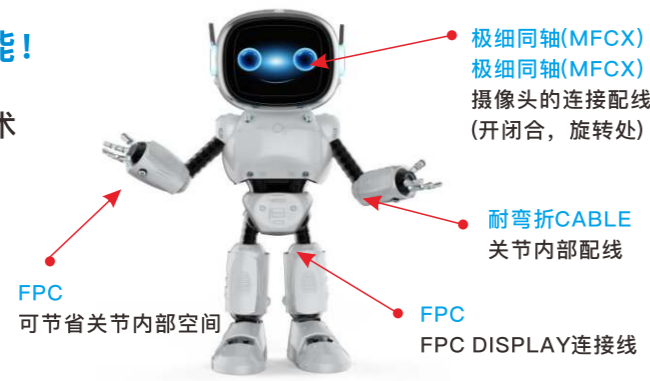 能！
术
极细同轴(MFCX)
极细同轴(MFCX)
摄像头的连接配线
(开闭合，旋转处)
耐弯折CABLE
关节内部配线
FPC
可节省关节内部空间
FPC
FPC DISPLAY连接线